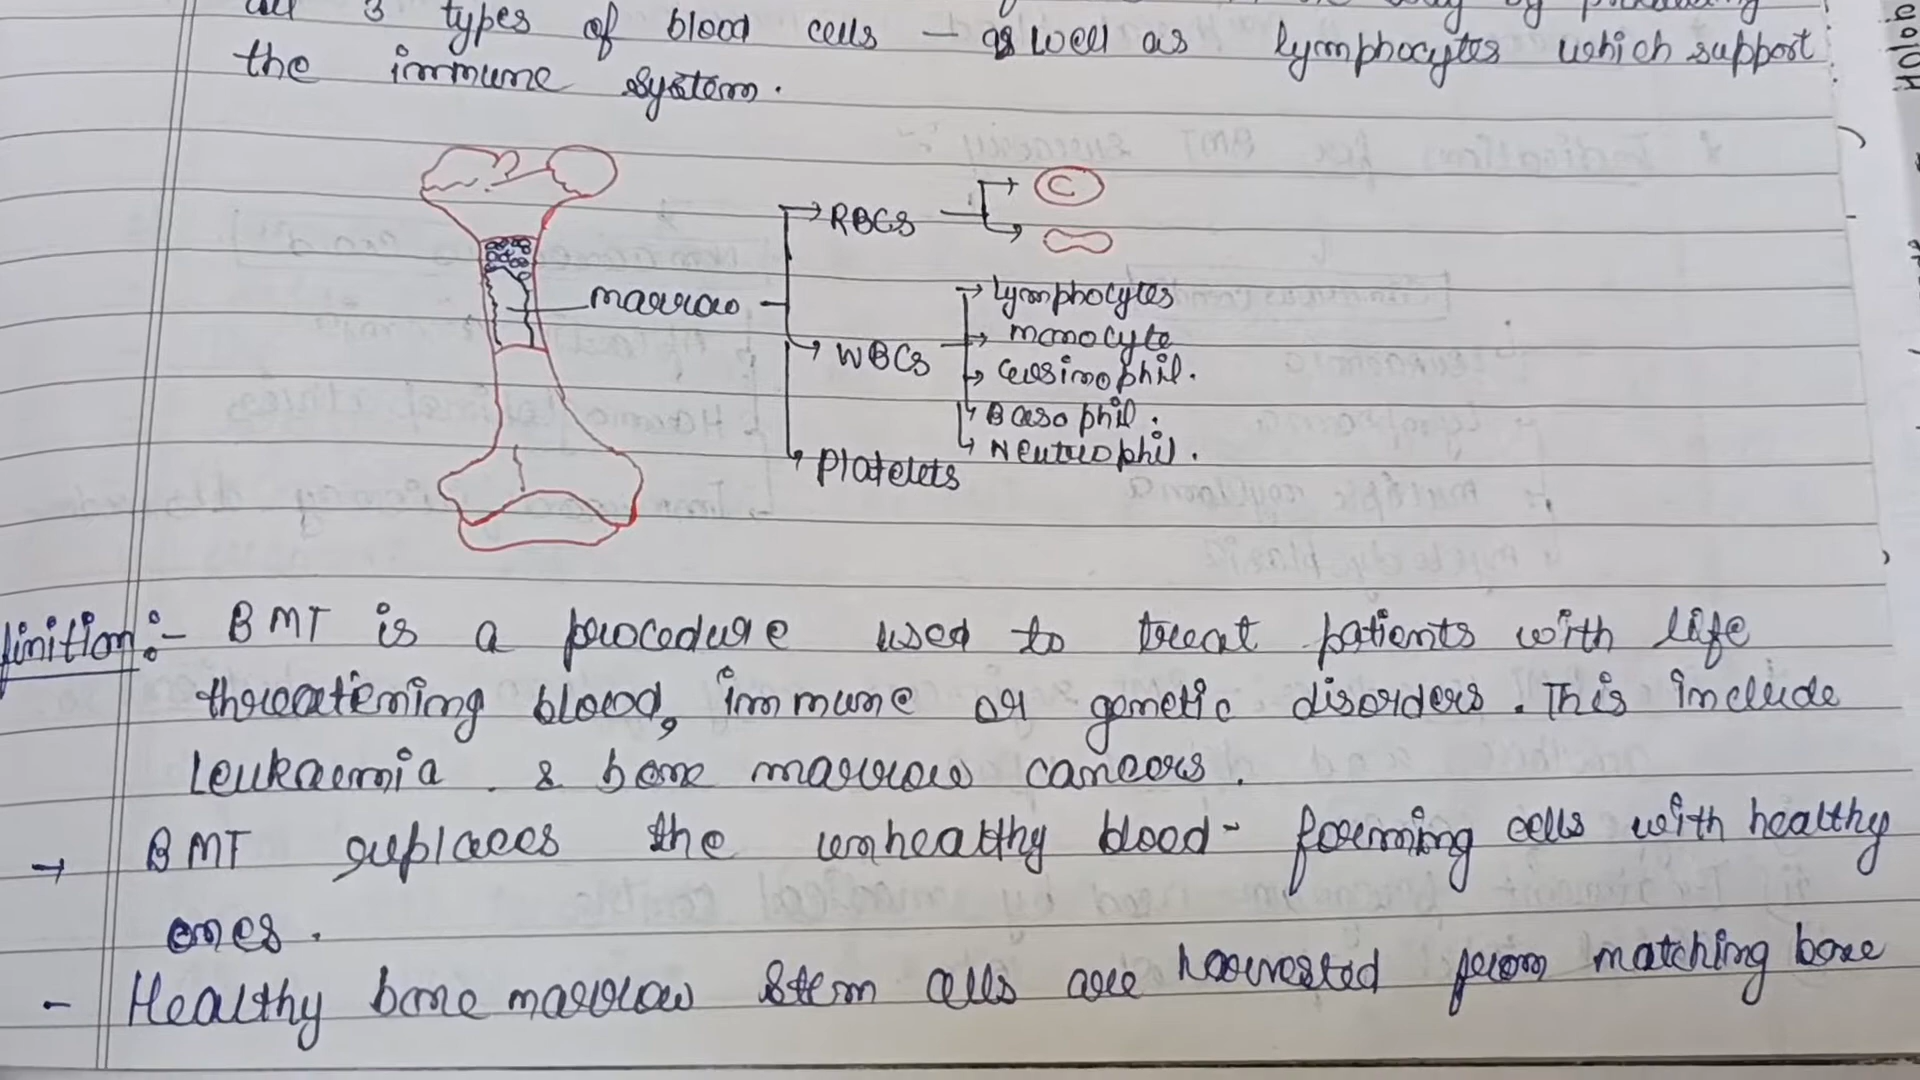 all 3 types of blood cells – as well as lymphocytes which support
the immune system.
RBCS
C
marrow
Lymphocytes
monocyte
WBCS
eusimophil.
Basophil.
Neutrophil.
Platelets
finition :- BMT is a procedure used to treat patients with life
threatening blood, immune or genetic disorders. This include
Leukaemia. & bone marrow cancers.
→ BMT replaces the unhealthy blood- forming cells with healthy
ones.
- Healthy bone marrow stem cells are harvested from matching bone